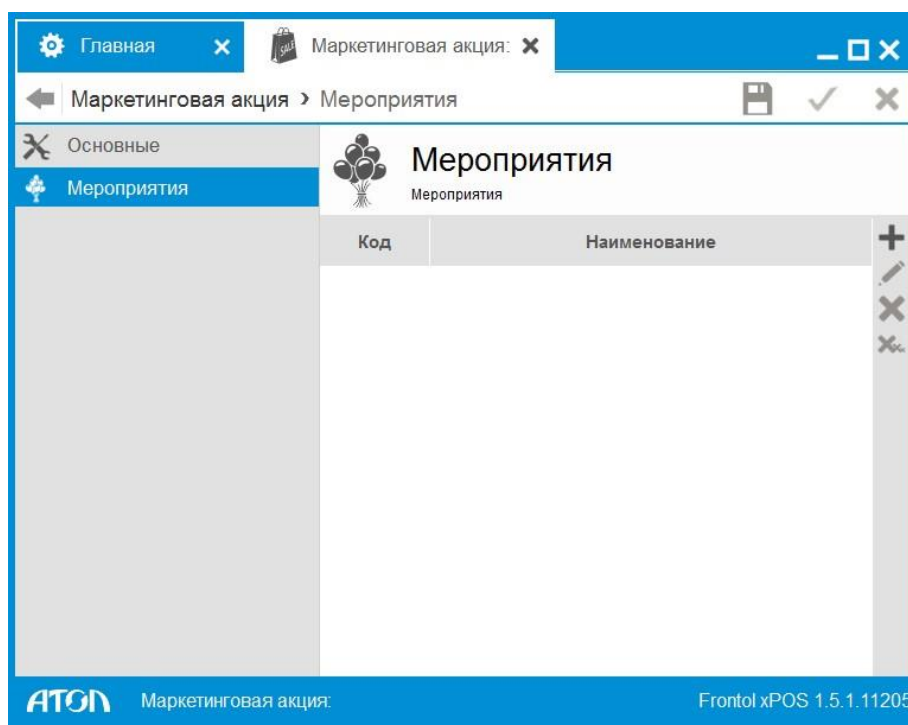 Главная
Маркетинговая акция:
Маркетинговая акция > Мероприятия
Основные
Мероприятия
Мероприятия
Мероприятия
Код Наименование
АТОЛ Маркетинговая акция: Frontol xPOS 1.5.1.11205